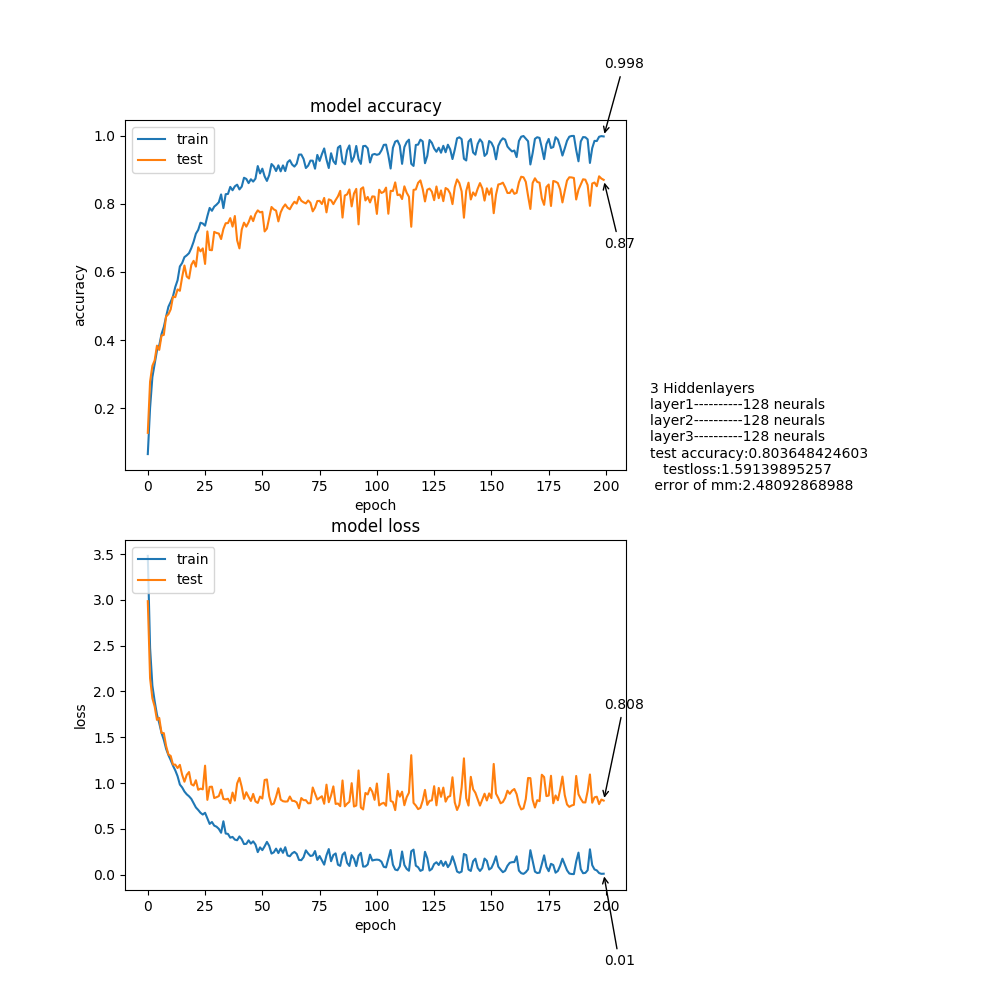 0.998
model accuracy
1.0
0.8
0.6
0.4
0.2
accuracy
train
test
0.87
0
25
50
75
100
125
150
175
200
epoch
3 Hiddenlayers
layer1----------128 neurals
layer2----------128 neurals
layer3----------128 neurals
test accuracy:0.803648424603
testloss:1.59139895257
error of mm:2.48092868988
model loss
3.5
3.0
2.5
2.0
1.5
1.0
0.5
0.0
loss
train
test
0.808
0
25
50
75
100
125
150
175
200
epoch
0.01